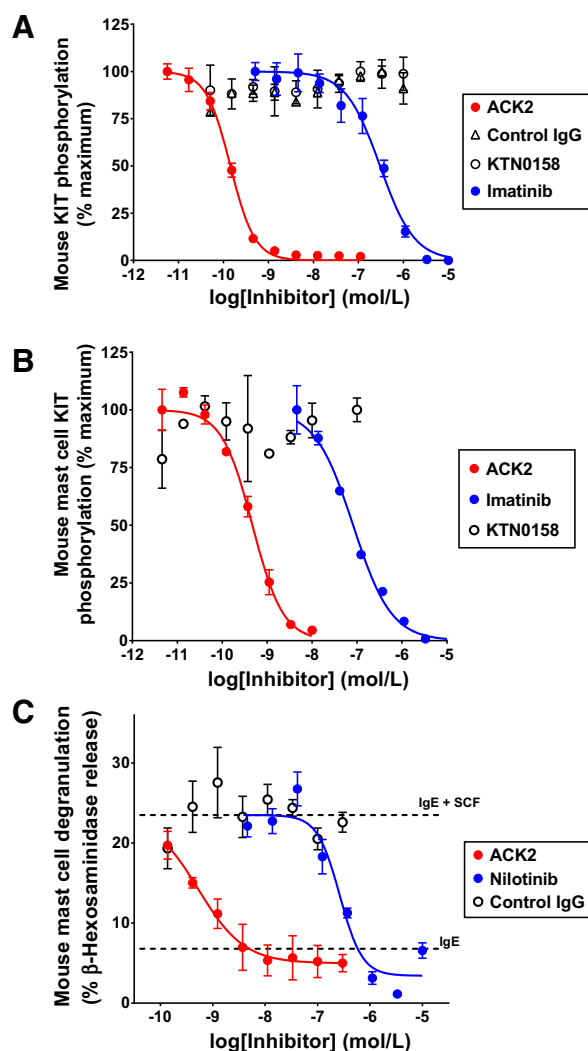 A
Mouse KIT phosphorylation
(% maximum)
125
100
75
50
25
0
-12 -11 -10 -9 -8 -7 -6 -5
log[Inhibitor] (mol/L)
ACK2
Control IgG
KTN0158
Imatinib
B
Mouse mast cell KIT
phosphorylation (% maximum)
125
100
75
50
25
0
-12 -11 -10 -9 -8 -7 -6 -5
log[Inhibitor] (mol/L)
ACK2
Imatinib
KTN0158
C
Mouse mast cell degranulation
(% β-Hexosaminidase release)
30
20
10
0
-10 -9 -8 -7 -6 -5
log[Inhibitor] (mol/L)
IgE + SCF
IgE
ACK2
Nilotinib
Control IgG